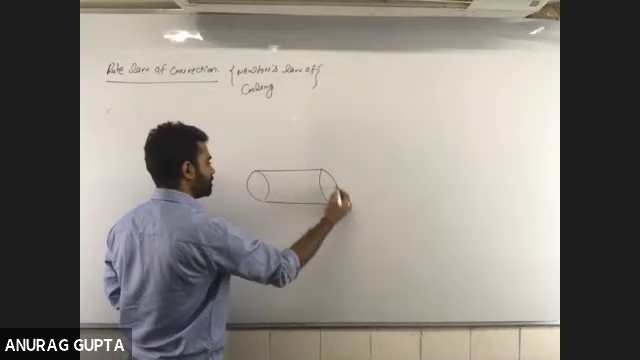 Rate law of convection {Newton's law of
Cooling}
ANURAG GUPTA